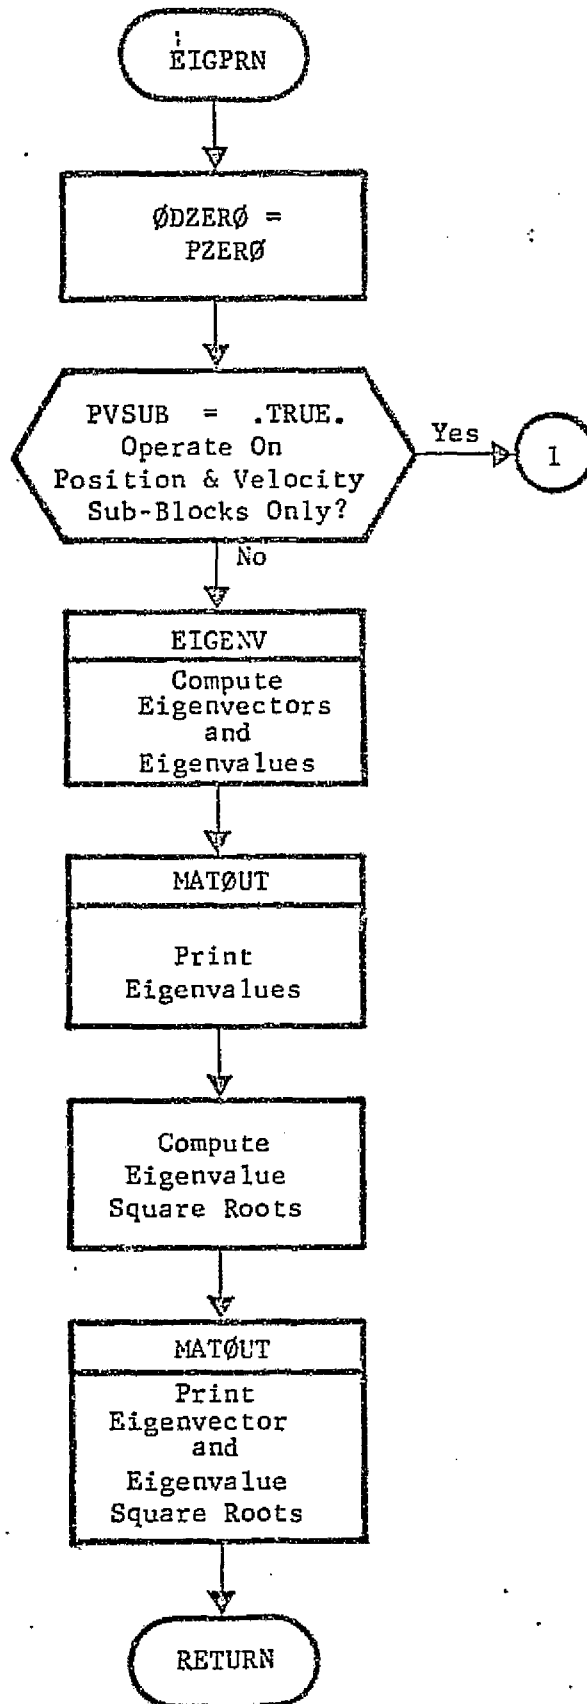 EIGPRN
ØDZERØ =
PZERØ
PVSUB = .TRUE.
Operate On
Position & Velocity
Sub-Blocks Only?
Yes
I
No
EIGENV
Compute
Eigenvectors
and
Eigenvalues
MATØUT
Print
Eigenvalues
Compute
Eigenvalue
Square Roots
MATØUT
Print
Eigenvector
and
Eigenvalue
Square Roots
RETURN